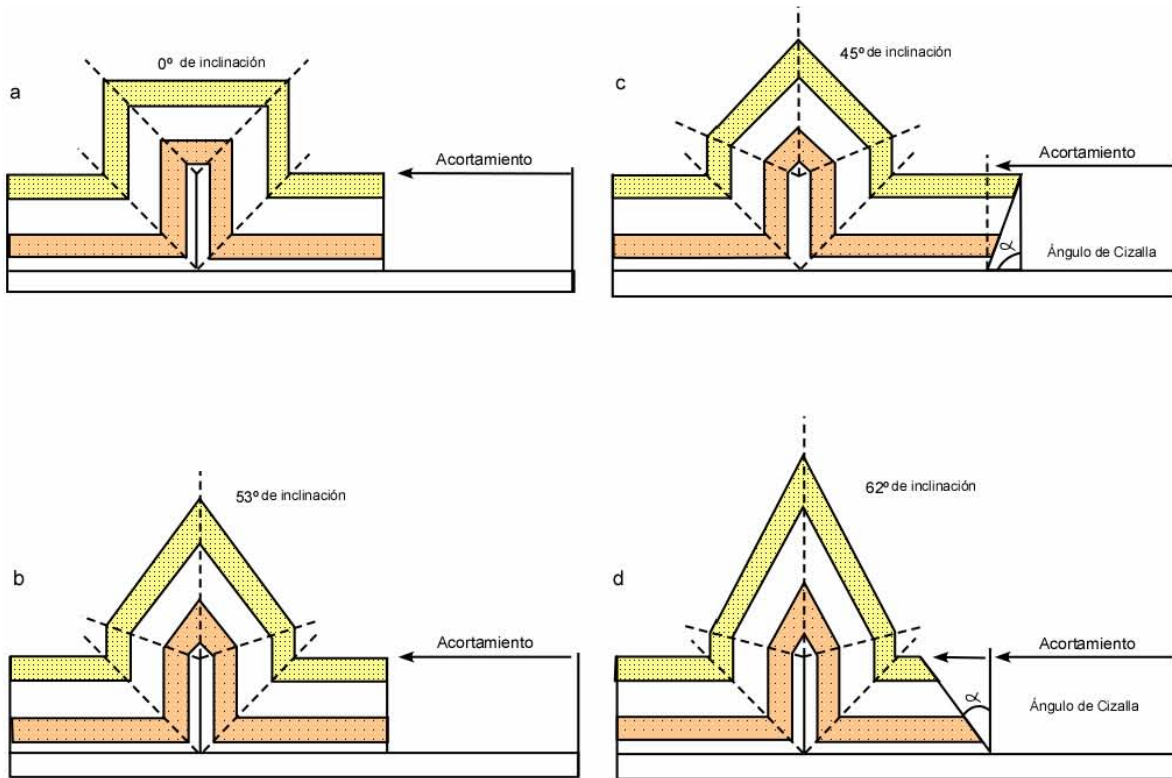 a
0º de inclinación
Acortamiento
c
45º de inclinación
Acortamiento
α
Ángulo de Cizalla
b
53º de inclinación
Acortamiento
d
62º de inclinación
Acortamiento
α
Ángulo de Cizalla